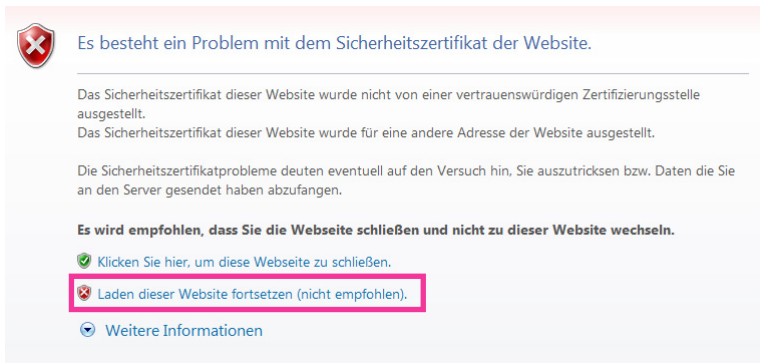 Es besteht ein Problem mit dem Sicherheitszertifikat der Website.
Das Sicherheitszertifikat dieser Website wurde nicht von einer vertrauenswürdigen Zertifizierungsstelle
ausgestellt.
Das Sicherheitszertifikat dieser Website wurde für eine andere Adresse der Website ausgestellt.
Die Sicherheitszertifikatprobleme deuten eventuell auf den Versuch hin, Sie auszutricksen bzw. Daten die Sie
an den Server gesendet haben abzufangen.
Es wird empfohlen, dass Sie die Webseite schließen und nicht zu dieser Website wechseln.
Klicken Sie hier, um diese Webseite zu schließen.
Laden dieser Website fortsetzen (nicht empfohlen).
Weitere Informationen